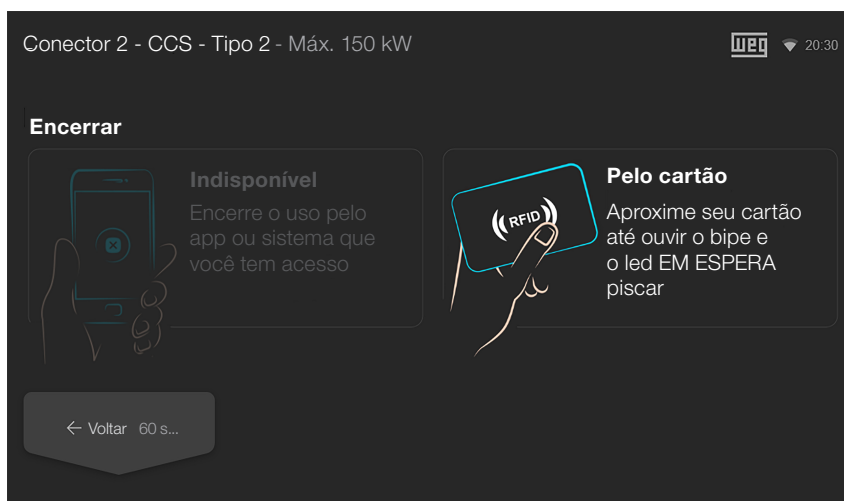 Conector 2 - CCS - Tipo 2 - Máx. 150 kW
WEG
20:30
Encerrar
Indisponível
Encerre o uso pelo
app ou sistema que
você tem acesso
RFID
Pelo cartão
Aproxime seu cartão
até ouvir o bipe e
o led EM ESPERA
piscar
Voltar 60 s...